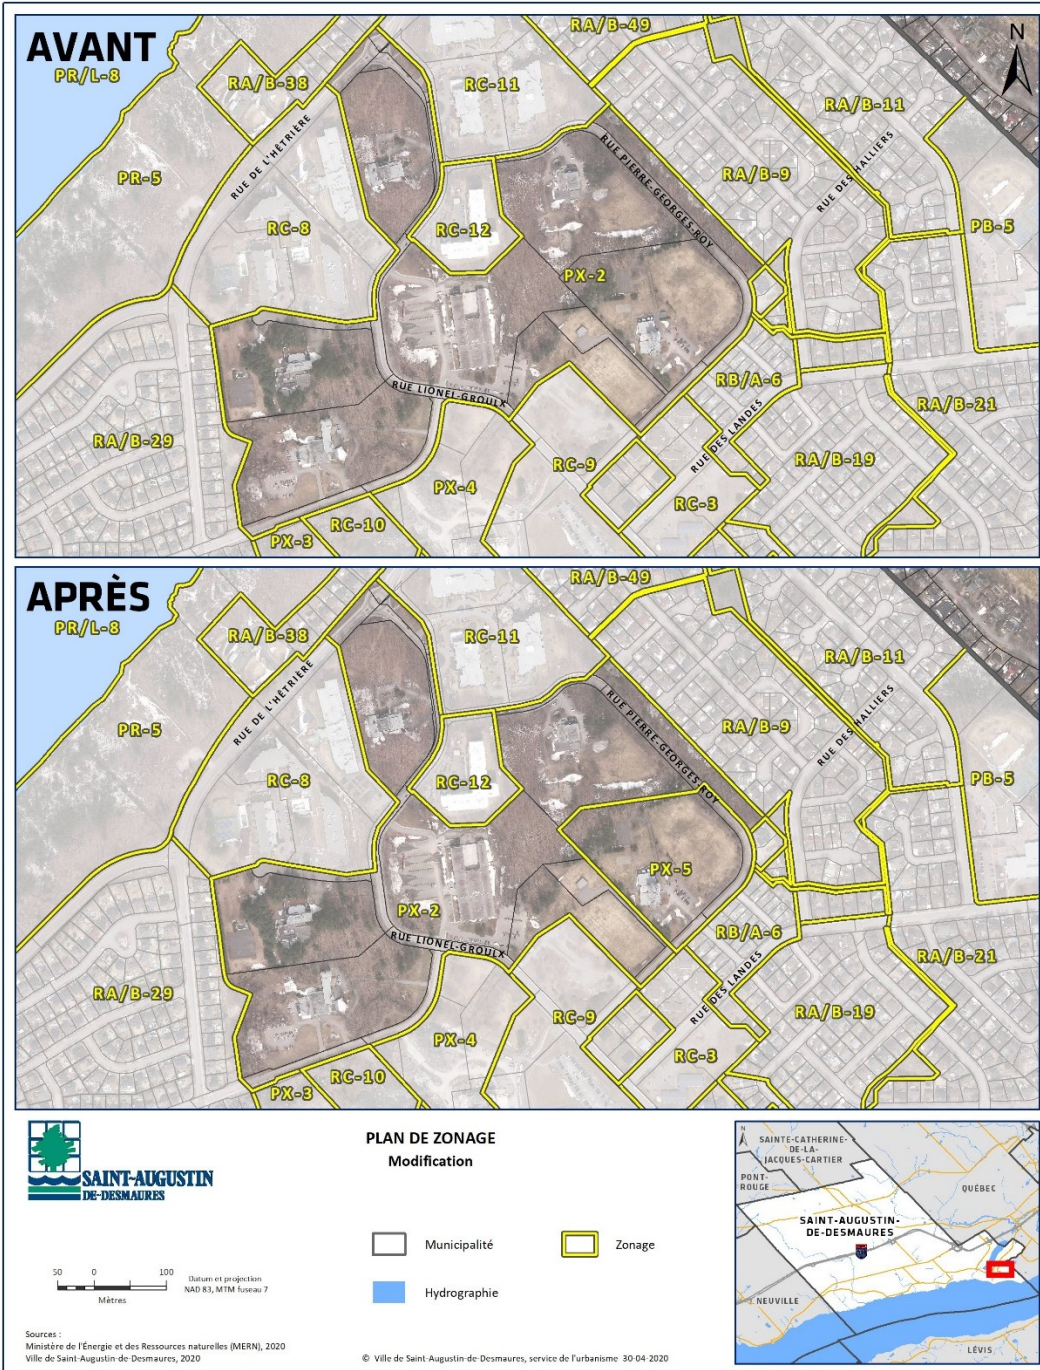 AVANT
PR/L-8
RA/B-38
RA/B-49
N
RC-11
RA/B-11
PR-5
RUE DE L'HÊTRIÈRE
RUE PIERRE-GEORGES-ROY
RA/B-9
RUE DES HALLIERS
RC-8
RC-12
PB-5
PX-2
RUE LIONEL-GROULX
RB/A-6
RA/B-21
RA/B-29
RUE DES LANDES
RA/B-19
RC-9
PX-4
RC-3
RC-10
PX-3
APRÈS
PR/L-8
RA/B-38
RA/B-49
RC-11
RA/B-11
PR-5
RUE DE L'HÊTRIÈRE
RUE PIERRE-GEORGES-ROY
RA/B-9
RUE DES HALLIERS
RC-8
RC-12
PB-5
PX-5
PX-2
RUE LIONEL-GROULX
RB/A-6
RA/B-21
RA/B-29
RUE DES LANDES
RA/B-19
RC-9
PX-4
RC-3
RC-10
PX-3
SAINT-AUGUSTIN
DE-DESMAURES
PLAN DE ZONAGE
Modification
Municipalité
Zonage
Hydrographie
50 0 100
Mètres
Datum et projection
NAD 83, MTM fuseau 7
Sources :
Ministère de l'Énergie et des Ressources naturelles (MERN), 2020
Ville de Saint-Augustin-de-Desmaures, 2020
© Ville de Saint-Augustin-de-Desmaures, service de l'urbanisme 30-04-2020
N
SAINTE-CATHERINE-
DE-LA-
JACQUES-CARTIER
PONT-
ROUGE
QUÉBEC
SAINT-AUGUSTIN-
DE-DESMAURES
NEUVILLE
LÉVIS